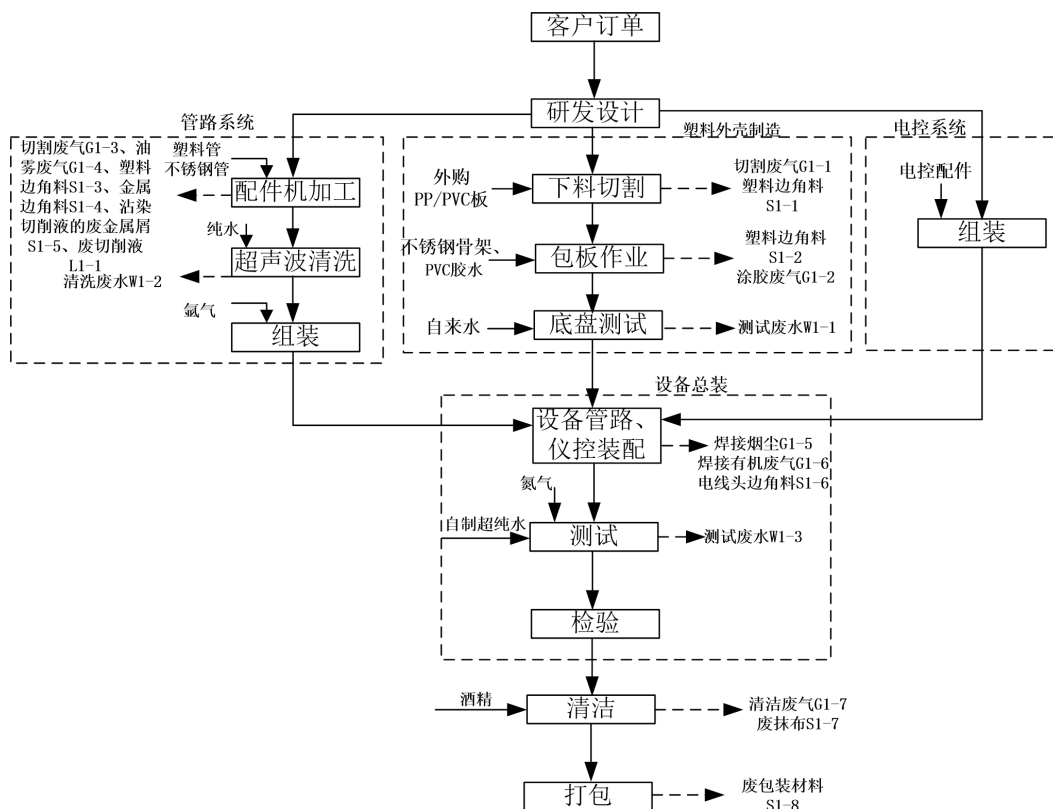 客户订单
研发设计
管路系统
切割废气G1-3、油
雾废气G1-4、塑料
边角料S1-3、金属
边角料S1-4、沾染
切削液的废金属屑
S1-5、废切削液
L1-1
塑料管
不锈钢管
配件机加工
纯水
超声波清洗
清洗废水W1-2
氩气
组装
塑料外壳制造
外购
PP/PVC板
下料切割
切割废气G1-1
塑料边角料
S1-1
不锈钢骨架、
PVC胶水
包板作业
塑料边角料
S1-2
涂胶废气G1-2
自来水
底盘测试
测试废水W1-1
电控系统
电控配件
组装
设备总装
设备管路、
仪控装配
焊接烟尘G1-5
焊接有机废气G1-6
电线头边角料S1-6
氮气
自制超纯水
测试
测试废水W1-3
检验
酒精
清洁
清洁废气G1-7
废抹布S1-7
打包
废包装材料
S1-8